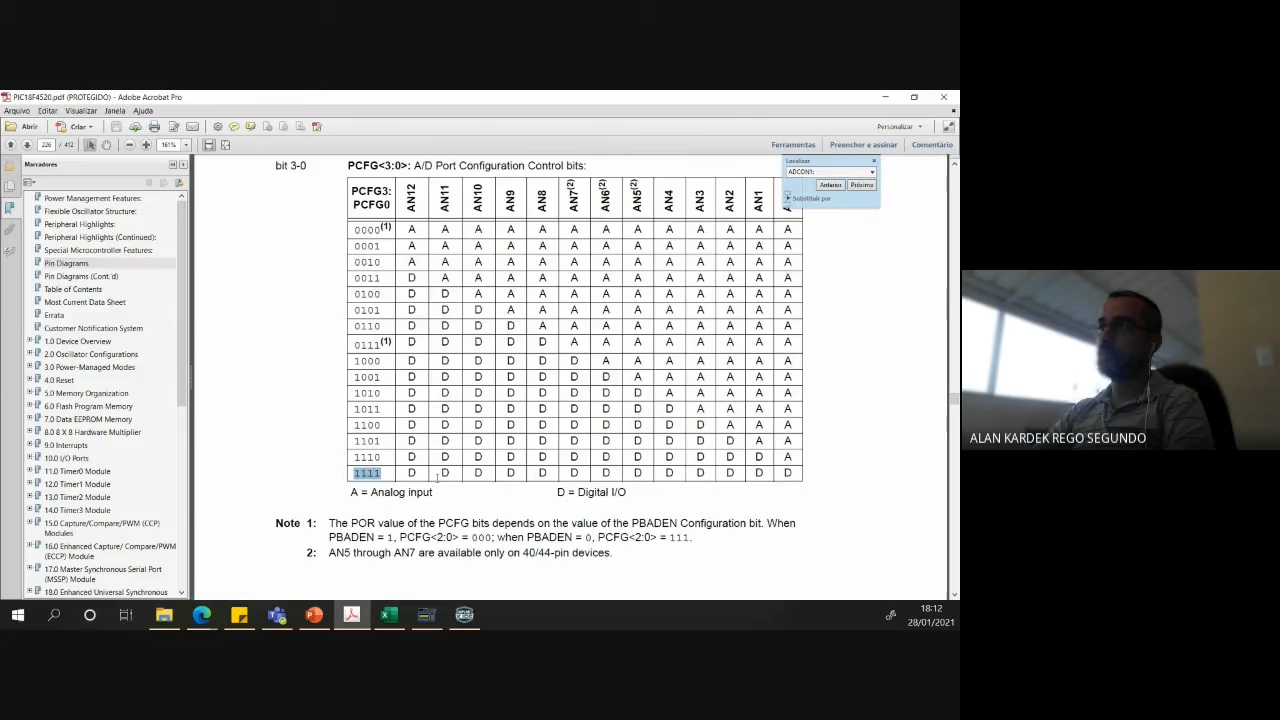 PIC18F4520.pdf (PROTEGIDO) - Adobe Acrobat Pro
Arquivo Editar Visualizar Janela Ajuda
Abrir Criar Personalizar
226 / 412 161% Ferramentas Preencher e assinar Comentário
Marcadores
Power Management Features:
Flexible Oscillator Structure:
Peripheral Highlights:
Peripheral Highlights (Continued):
Special Microcontroller Features:
Pin Diagrams
Pin Diagrams (Cont.'d)
Table of Contents
Most Current Data Sheet
Errata
Customer Notification System
1.0 Device Overview
2.0 Oscillator Configurations
3.0 Power-Managed Modes
4.0 Reset
5.0 Memory Organization
6.0 Flash Program Memory
7.0 Data EEPROM Memory
8.0 8 X 8 Hardware Multiplier
9.0 Interrupts
10.0 I/O Ports
11.0 Timer0 Module
12.0 Timer1 Module
13.0 Timer2 Module
14.0 Timer3 Module
15.0 Capture/Compare/PWM (CCP)
Modules
16.0 Enhanced Capture/ Compare/PWM
(ECCP) Module
17.0 Master Synchronous Serial Port
(MSSP) Module
18.0 Enhanced Universal Synchronous
bit 3-0 PCFG<3:0>: A/D Port Configuration Control bits:
Localizar
ADCON1:
Anterior Próximo
Substituir por
PCFG3:
PCFG0 AN12 AN11 AN10 AN9 AN8 AN7(2) AN6(2) AN5(2) AN4 AN3 AN2 AN1
0000(1) A A A A A A A A A A A A A
0001 A A A A A A A A A A A A A
0010 A A A A A A A A A A A A A
0011 D A A A A A A A A A A A A
0100 D D A A A A A A A A A A A
0101 D D D A A A A A A A A A A
0110 D D D D A A A A A A A A A
0111(1) D D D D D A A A A A A A A
1000 D D D D D D A A A A A A A
1001 D D D D D D D A A A A A A
1010 D D D D D D D D A A A A A
1011 D D D D D D D D D A A A A
1100 D D D D D D D D D D A A A
1101 D D D D D D D D D D D A A
1110 D D D D D D D D D D D D A
1111 D D D D D D D D D D D D D
A = Analog input D = Digital I/O
Note 1: The POR value of the PCFG bits depends on the value of the PBADEN Configuration bit. When
PBADEN = 1, PCFG<2:0> = 000; when PBADEN = 0, PCFG<2:0> = 111.
2: AN5 through AN7 are available only on 40/44-pin devices.
18:12
28/01/2021
ALAN KARDEK REGO SEGUNDO